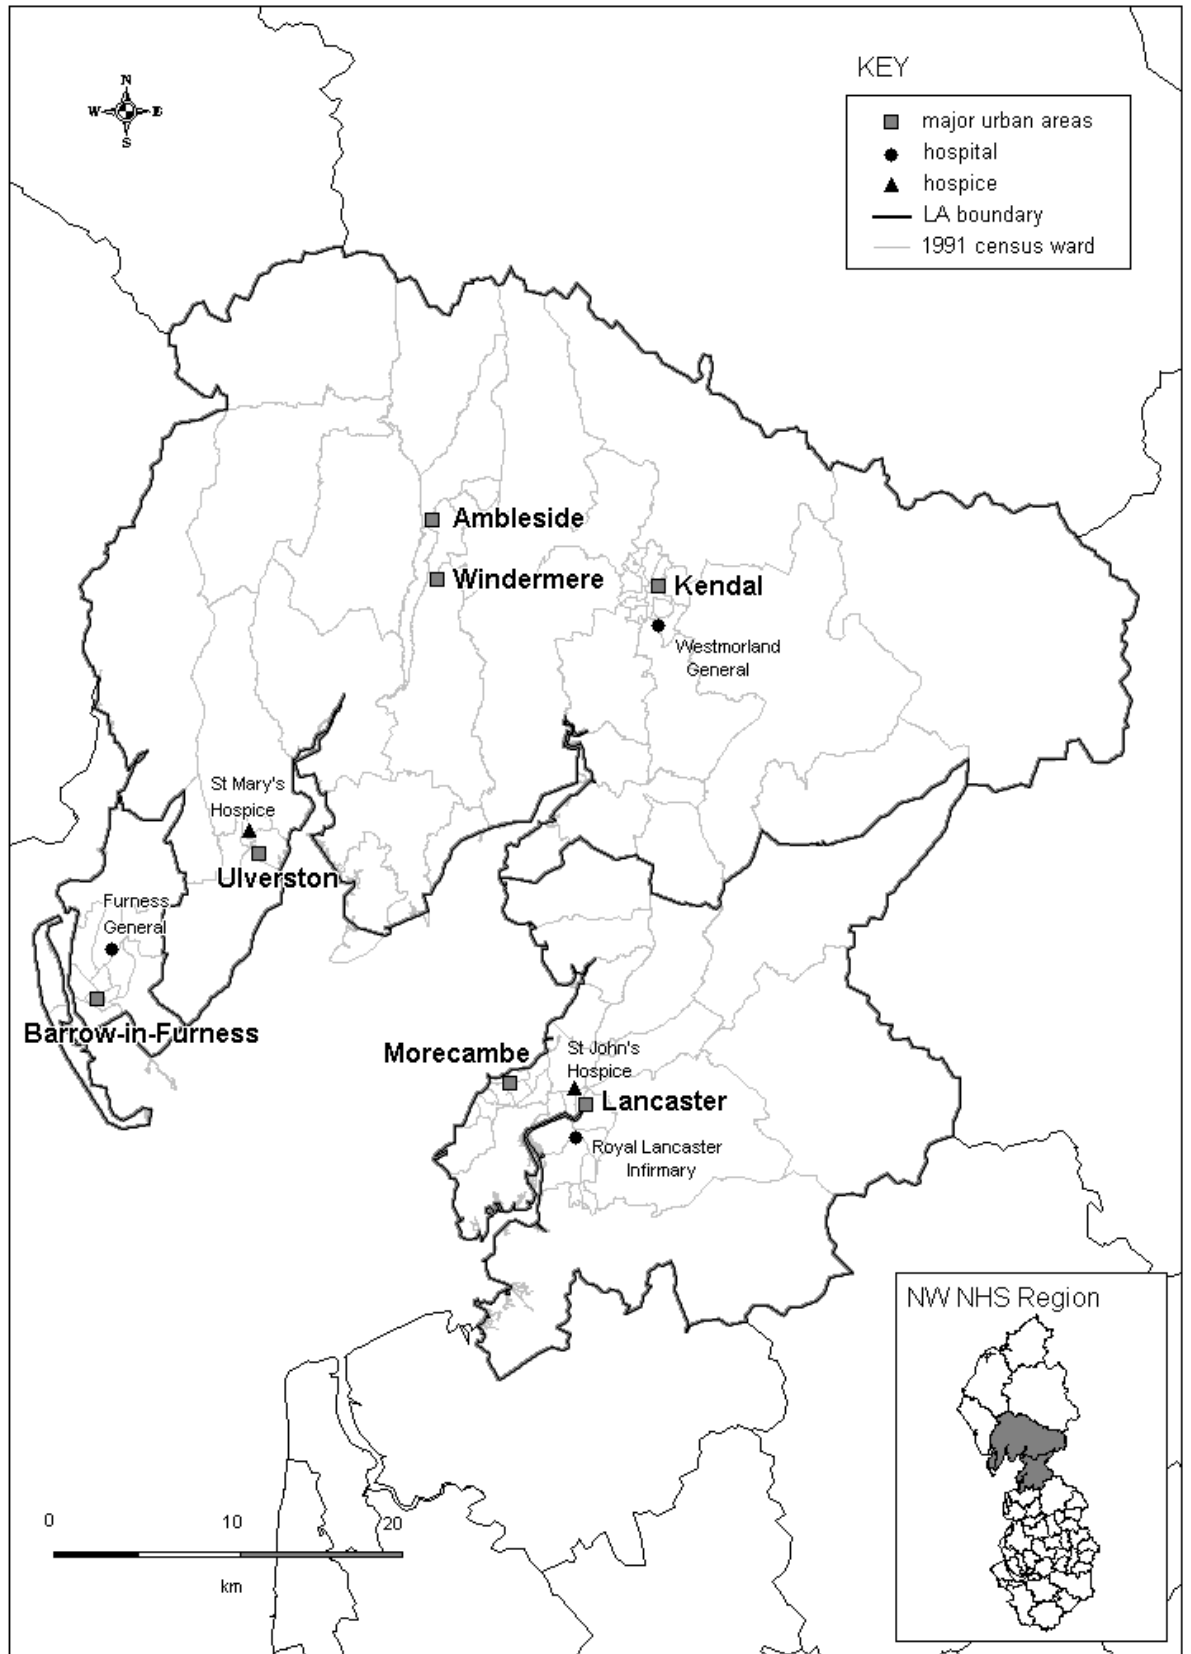 KEY
major urban areas
hospital
hospice
LA boundary
1991 census ward
N
W E
S
Ambleside
Windermere
Kendal
Westmorland
General
St Mary's
Hospice
Ulverston
Furness
General
Barrow-in-Furness
Morecambe
St John's
Hospice
Lancaster
Royal Lancaster
Infirmary
NW NHS Region
0 10 20
km